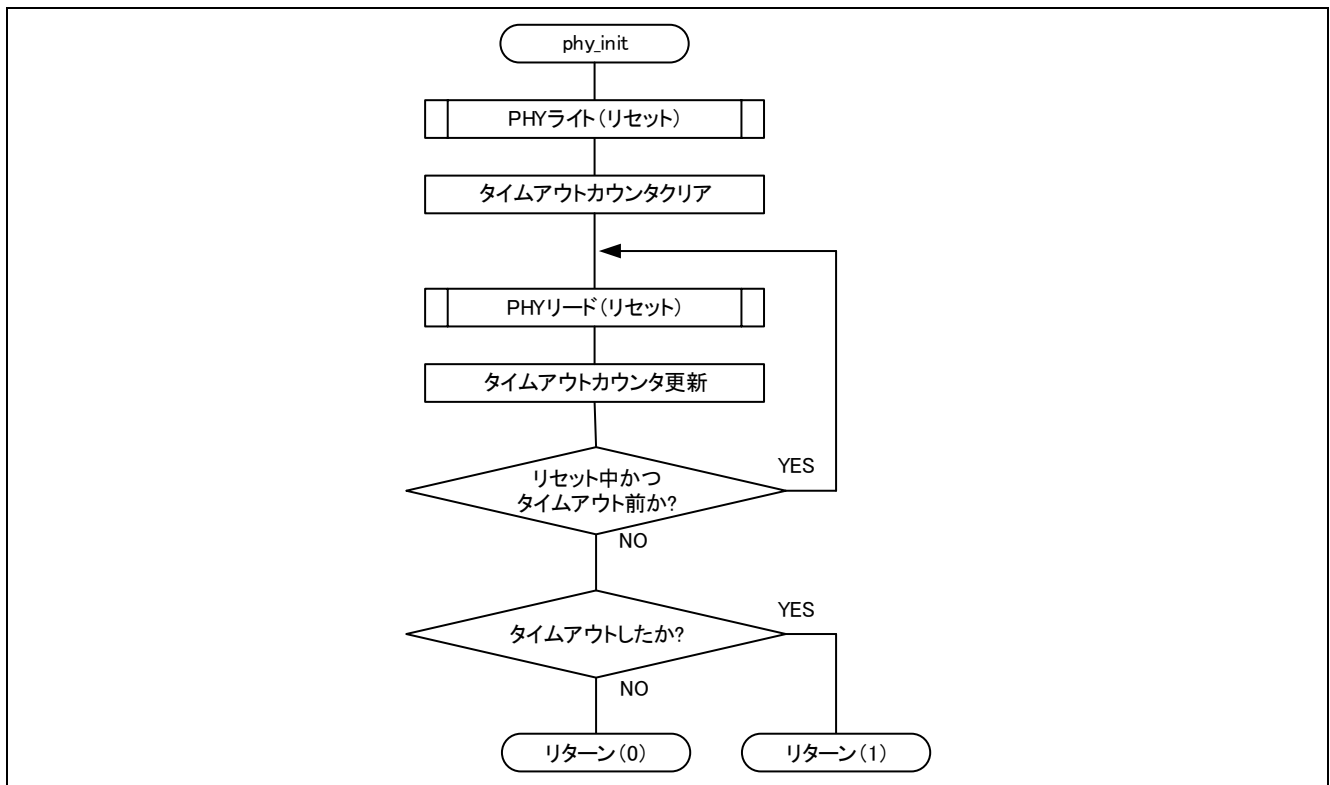 phy_init
PHYライト(リセット)
タイムアウトカウンタクリア
PHYリード(リセット)
タイムアウトカウンタ更新
リセット中かつ
タイムアウト前か?
YES
NO
タイムアウトしたか?
YES
NO
リターン(0)
リターン(1)